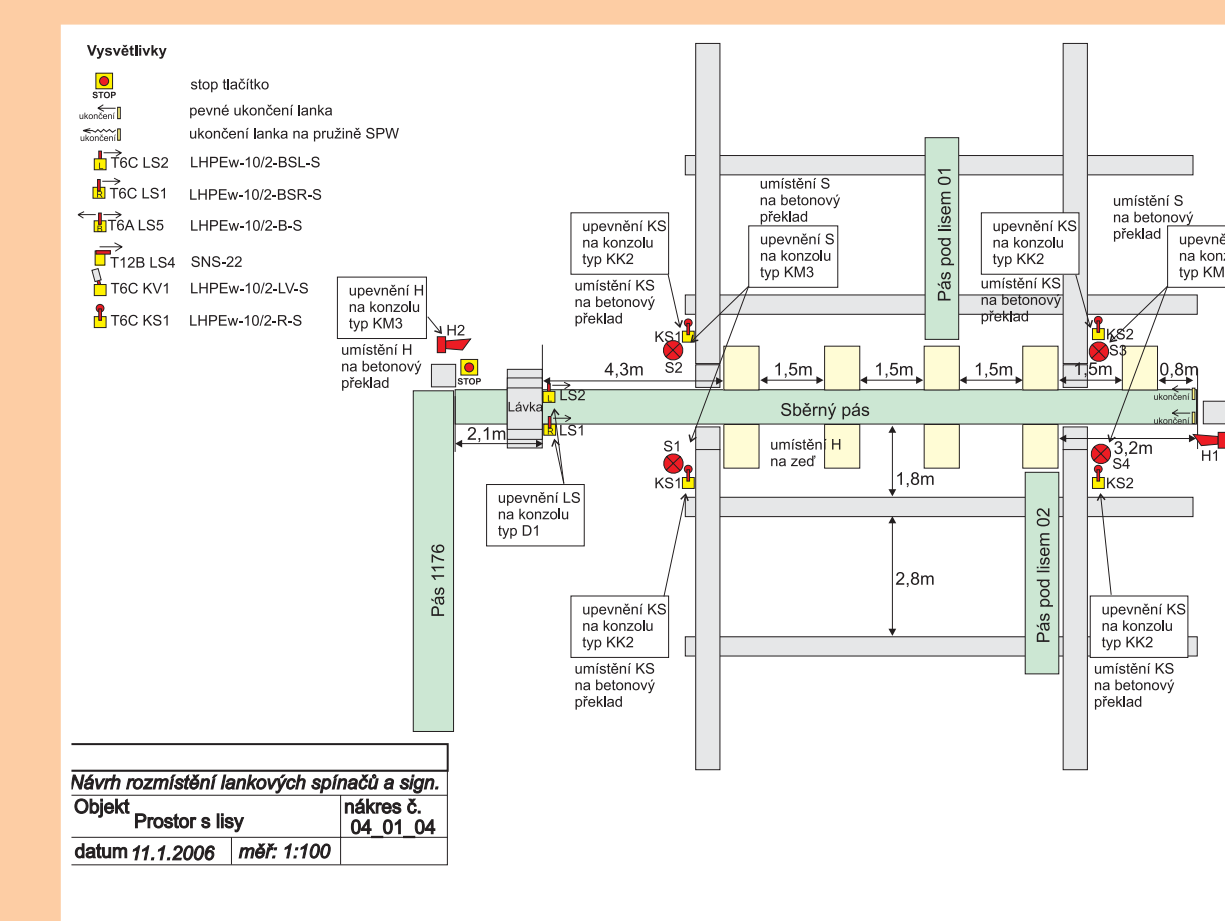 Vysvětlivky
STOP
stop tlačítko
ukončení
pevné ukončení lanka
ukončení
ukončení lanka na pružině SPW
L
T6C LS2
LHPEw-10/2-BSL-S
R
T6C LS1
LHPEw-10/2-BSR-S
T6A LS5
LHPEw-10/2-B-S
T12B LS4
SNS-22
T6C KV1
LHPEw-10/2-LV-S
T6C KS1
LHPEw-10/2-R-S
upevnění H
na konzolu
typ KM3
umístění H
na betonový
překlad
H2
STOP
Lávka
2,1m
L
LS2
R
LS1
4,3m
upevnění LS
na konzolu
typ D1
Pás 1176
upevnění KS
na konzolu
typ KK2
umístění KS
na betonový
překlad
KS1
S2
umístění S
na betonový
překlad
upevnění S
na konzolu
typ KM3
Pás pod lisem 01
1,5m
1,5m
1,5m
1,5m
0,8m
Sběrný pás
upevnění KS
na konzolu
typ KK2
umístění KS
na betonový
překlad
umístění S
na betonový
překlad
upevně
na konz
typ KM
KS2
S3
ukončení
ukončení
S1
KS1
umístění H
na zeď
1,8m
2,8m
3,2m
S4
KS2
H1
Pás pod lisem 02
upevnění KS
na konzolu
typ KK2
umístění KS
na betonový
překlad
upevnění KS
na konzolu
typ KK2
umístění KS
na betonový
překlad
Návrh rozmístění lankových spínačů a sign.
Objekt
Prostor s lisy
nákres č.
04_01_04
datum 11.1.2006
měř: 1:100